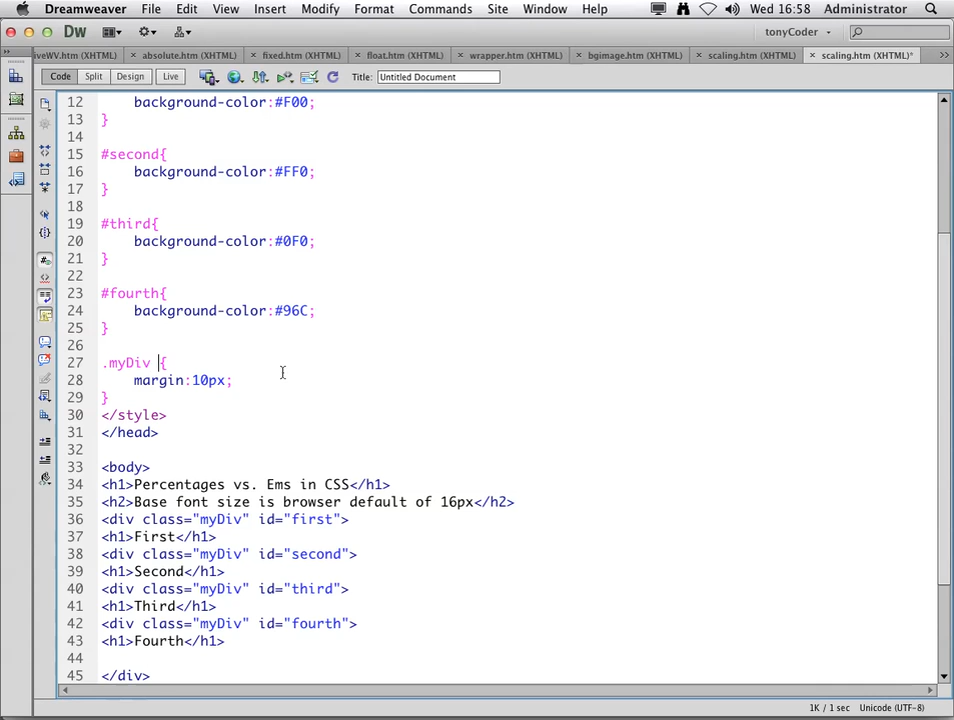 Dreamweaver File Edit View Insert Modify Format Commands Site Window Help Wed 16:58 Administrator
Dw tonyCoder
iveWV.htm (XHTML) absolute.htm (XHTML) fixed.htm (XHTML) float.htm (XHTML) wrapper.htm (XHTML) bgimage.htm (XHTML) scaling.htm (XHTML) scaling.htm (XHTML)*
Code Split Design Live Title: Untitled Document
12 background-color:#F00;
13 }
14
15 #second{
16 background-color:#FF0;
17 }
18
19 #third{
20 background-color:#0F0;
21 }
22
23 #fourth{
24 background-color:#96C;
25 }
26
27 .myDiv {
28 margin:10px;
29 }
30 </style>
31 </head>
32
33 <body>
34 <h1>Percentages vs. Ems in CSS</h1>
35 <h2>Base font size is browser default of 16px</h2>
36 <div class="myDiv" id="first">
37 <h1>First</h1>
38 <div class="myDiv" id="second">
39 <h1>Second</h1>
40 <div class="myDiv" id="third">
41 <h1>Third</h1>
42 <div class="myDiv" id="fourth">
43 <h1>Fourth</h1>
44
45 </div>
1K / 1 sec Unicode (UTF-8)